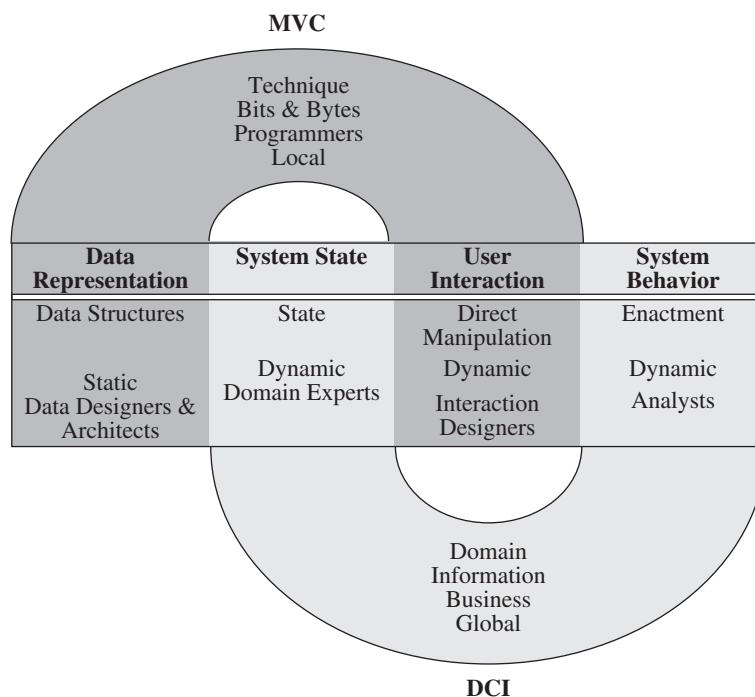 MVC
Technique
Bits & Bytes
Programmers
Local
Data
Representation
System State
User
Interaction
System
Behavior
Data Structures
Static
Data Designers &
Architects
State
Dynamic
Domain Experts
Direct
Manipulation
Dynamic
Interaction
Designers
Enactment
Dynamic
Analysts
Domain
Information
Business
Global
DCI